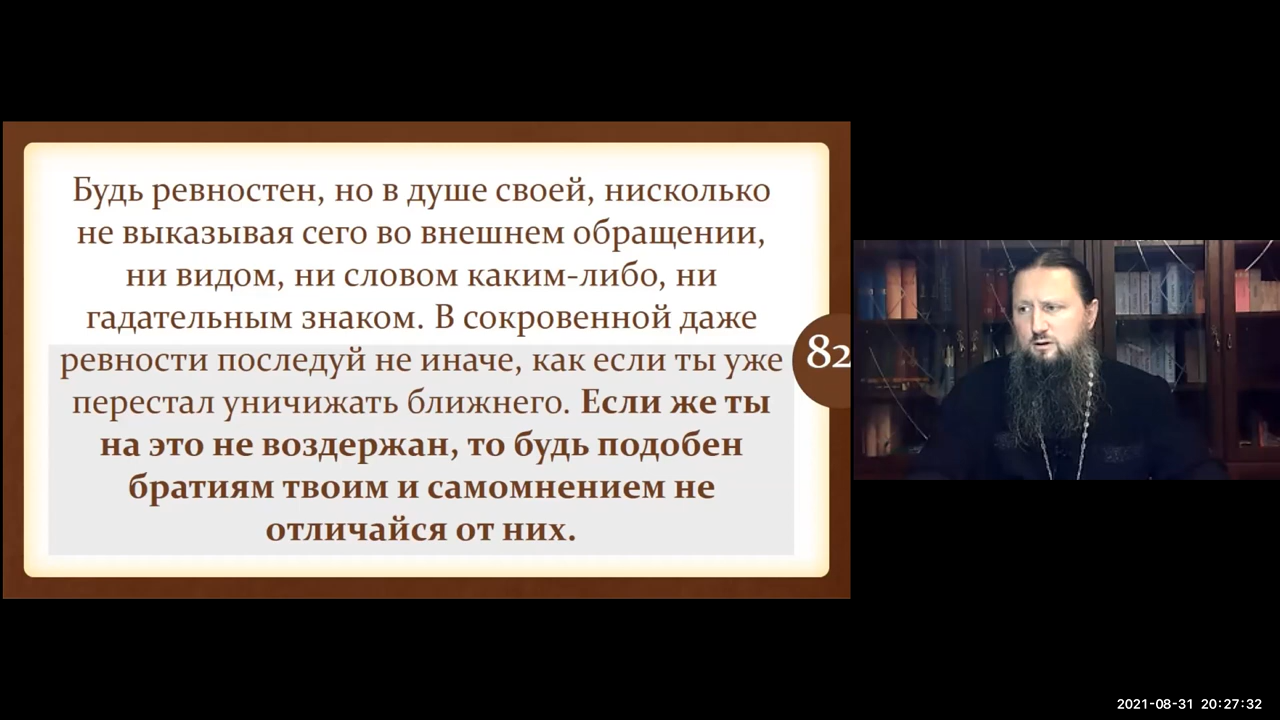 Будь ревностен, но в душе своей, нисколько
не выказывая сего во внешнем обращении,
ни видом, ни словом каким-либо, ни
гадательным знаком. В сокровенной даже
ревности последуй не иначе, как если ты уже
перестал уничижать ближнего. Если же ты
на это не воздержан, то будь подобен
братиям твоим и самомнением не
отличайся от них.
82
2021-08-31 20:27:32